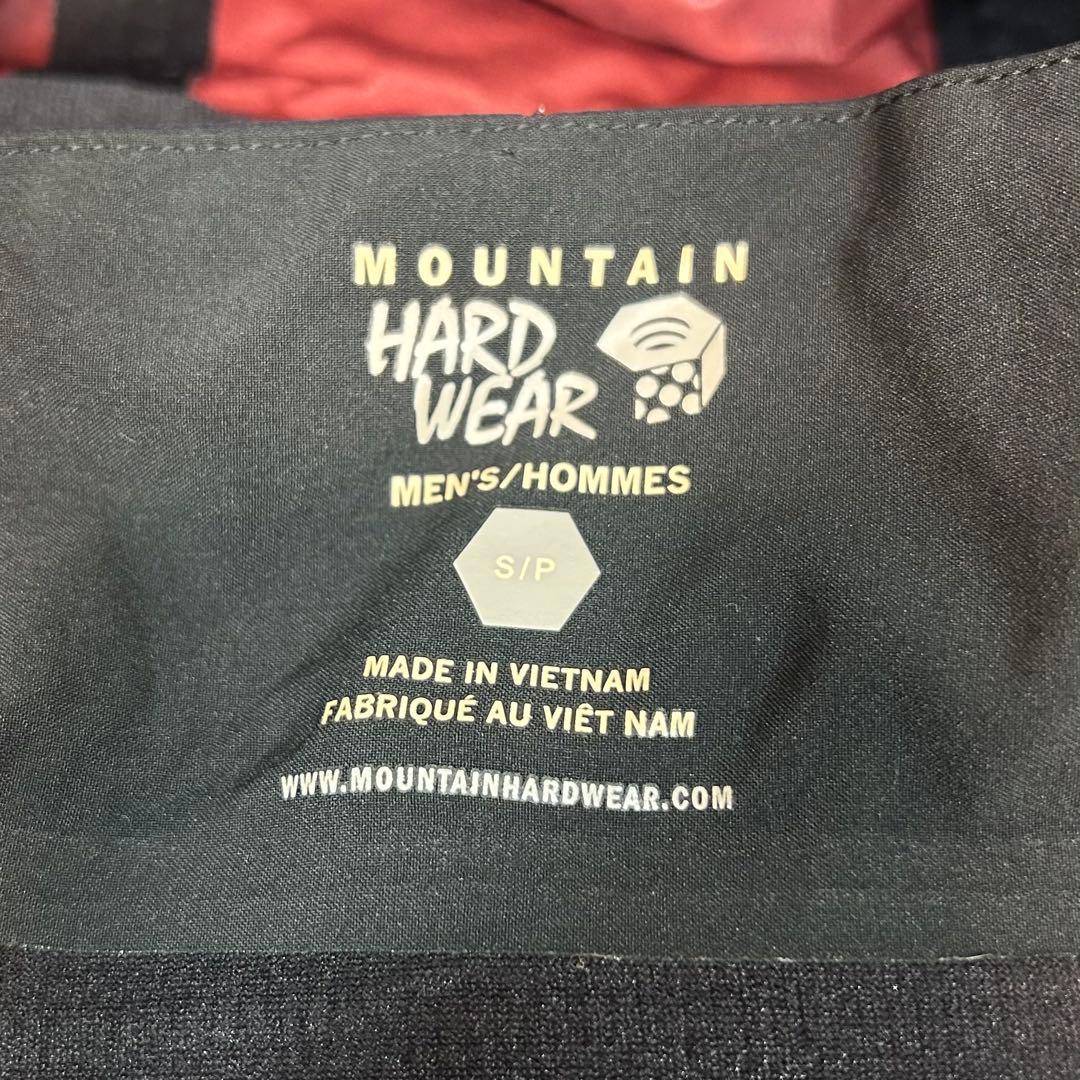 MOUNTAIN
HARD
WEAR
MEN'S/HOMMES
S/P
MADE IN VIETNAM
FABRIQUÉ AU VIÊT NAM
WWW.MOUNTAINHARDWEAR.COM